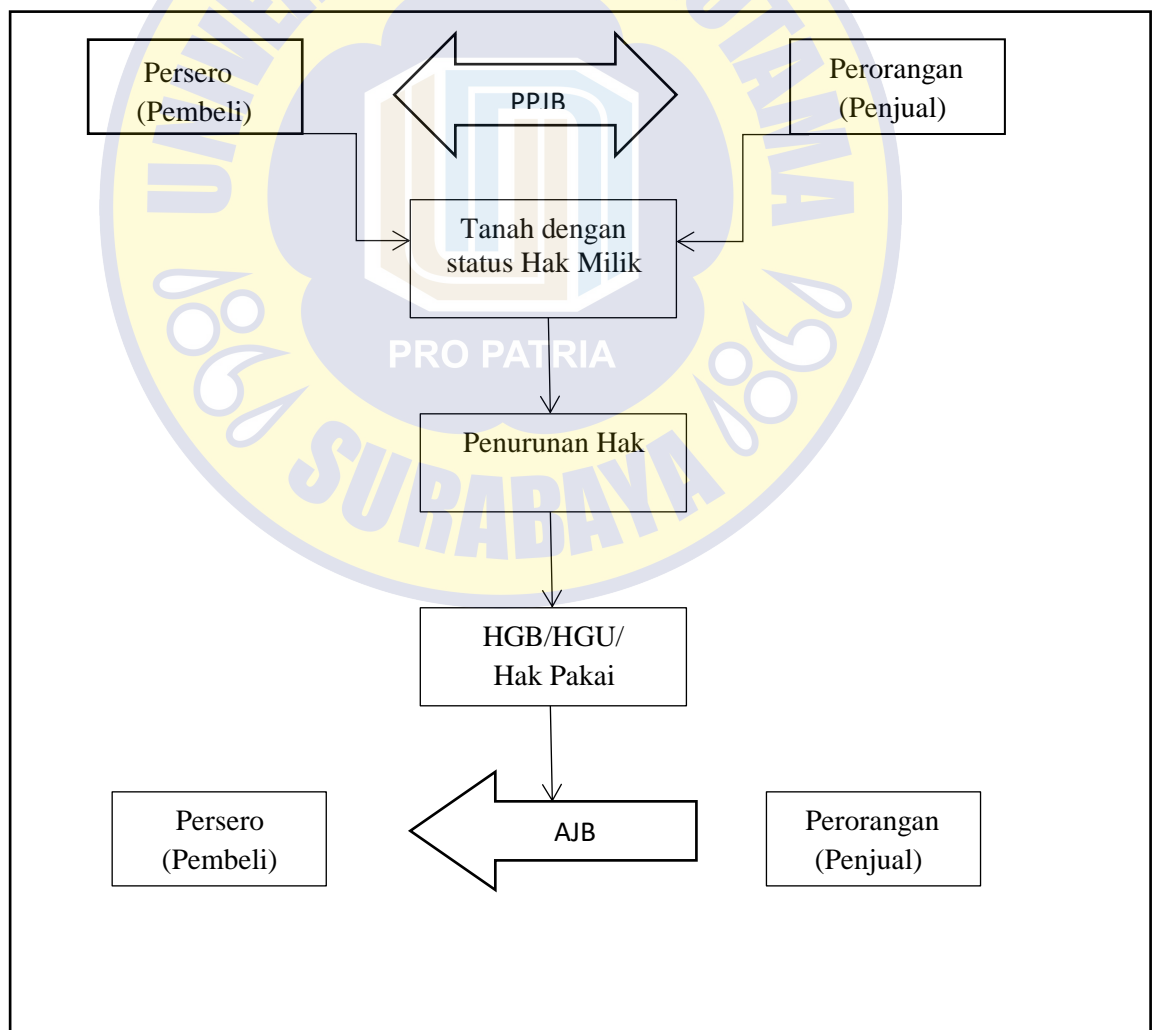 Persero
(Pembeli)
PPJB
Perorangan
(Penjual)
Tanah dengan
status Hak Milik
PRO PATRIA
Penurunan Hak
SURABAYA
HGB/HGU/
Hak Pakai
Persero
(Pembeli)
AJB
Perorangan
(Penjual)